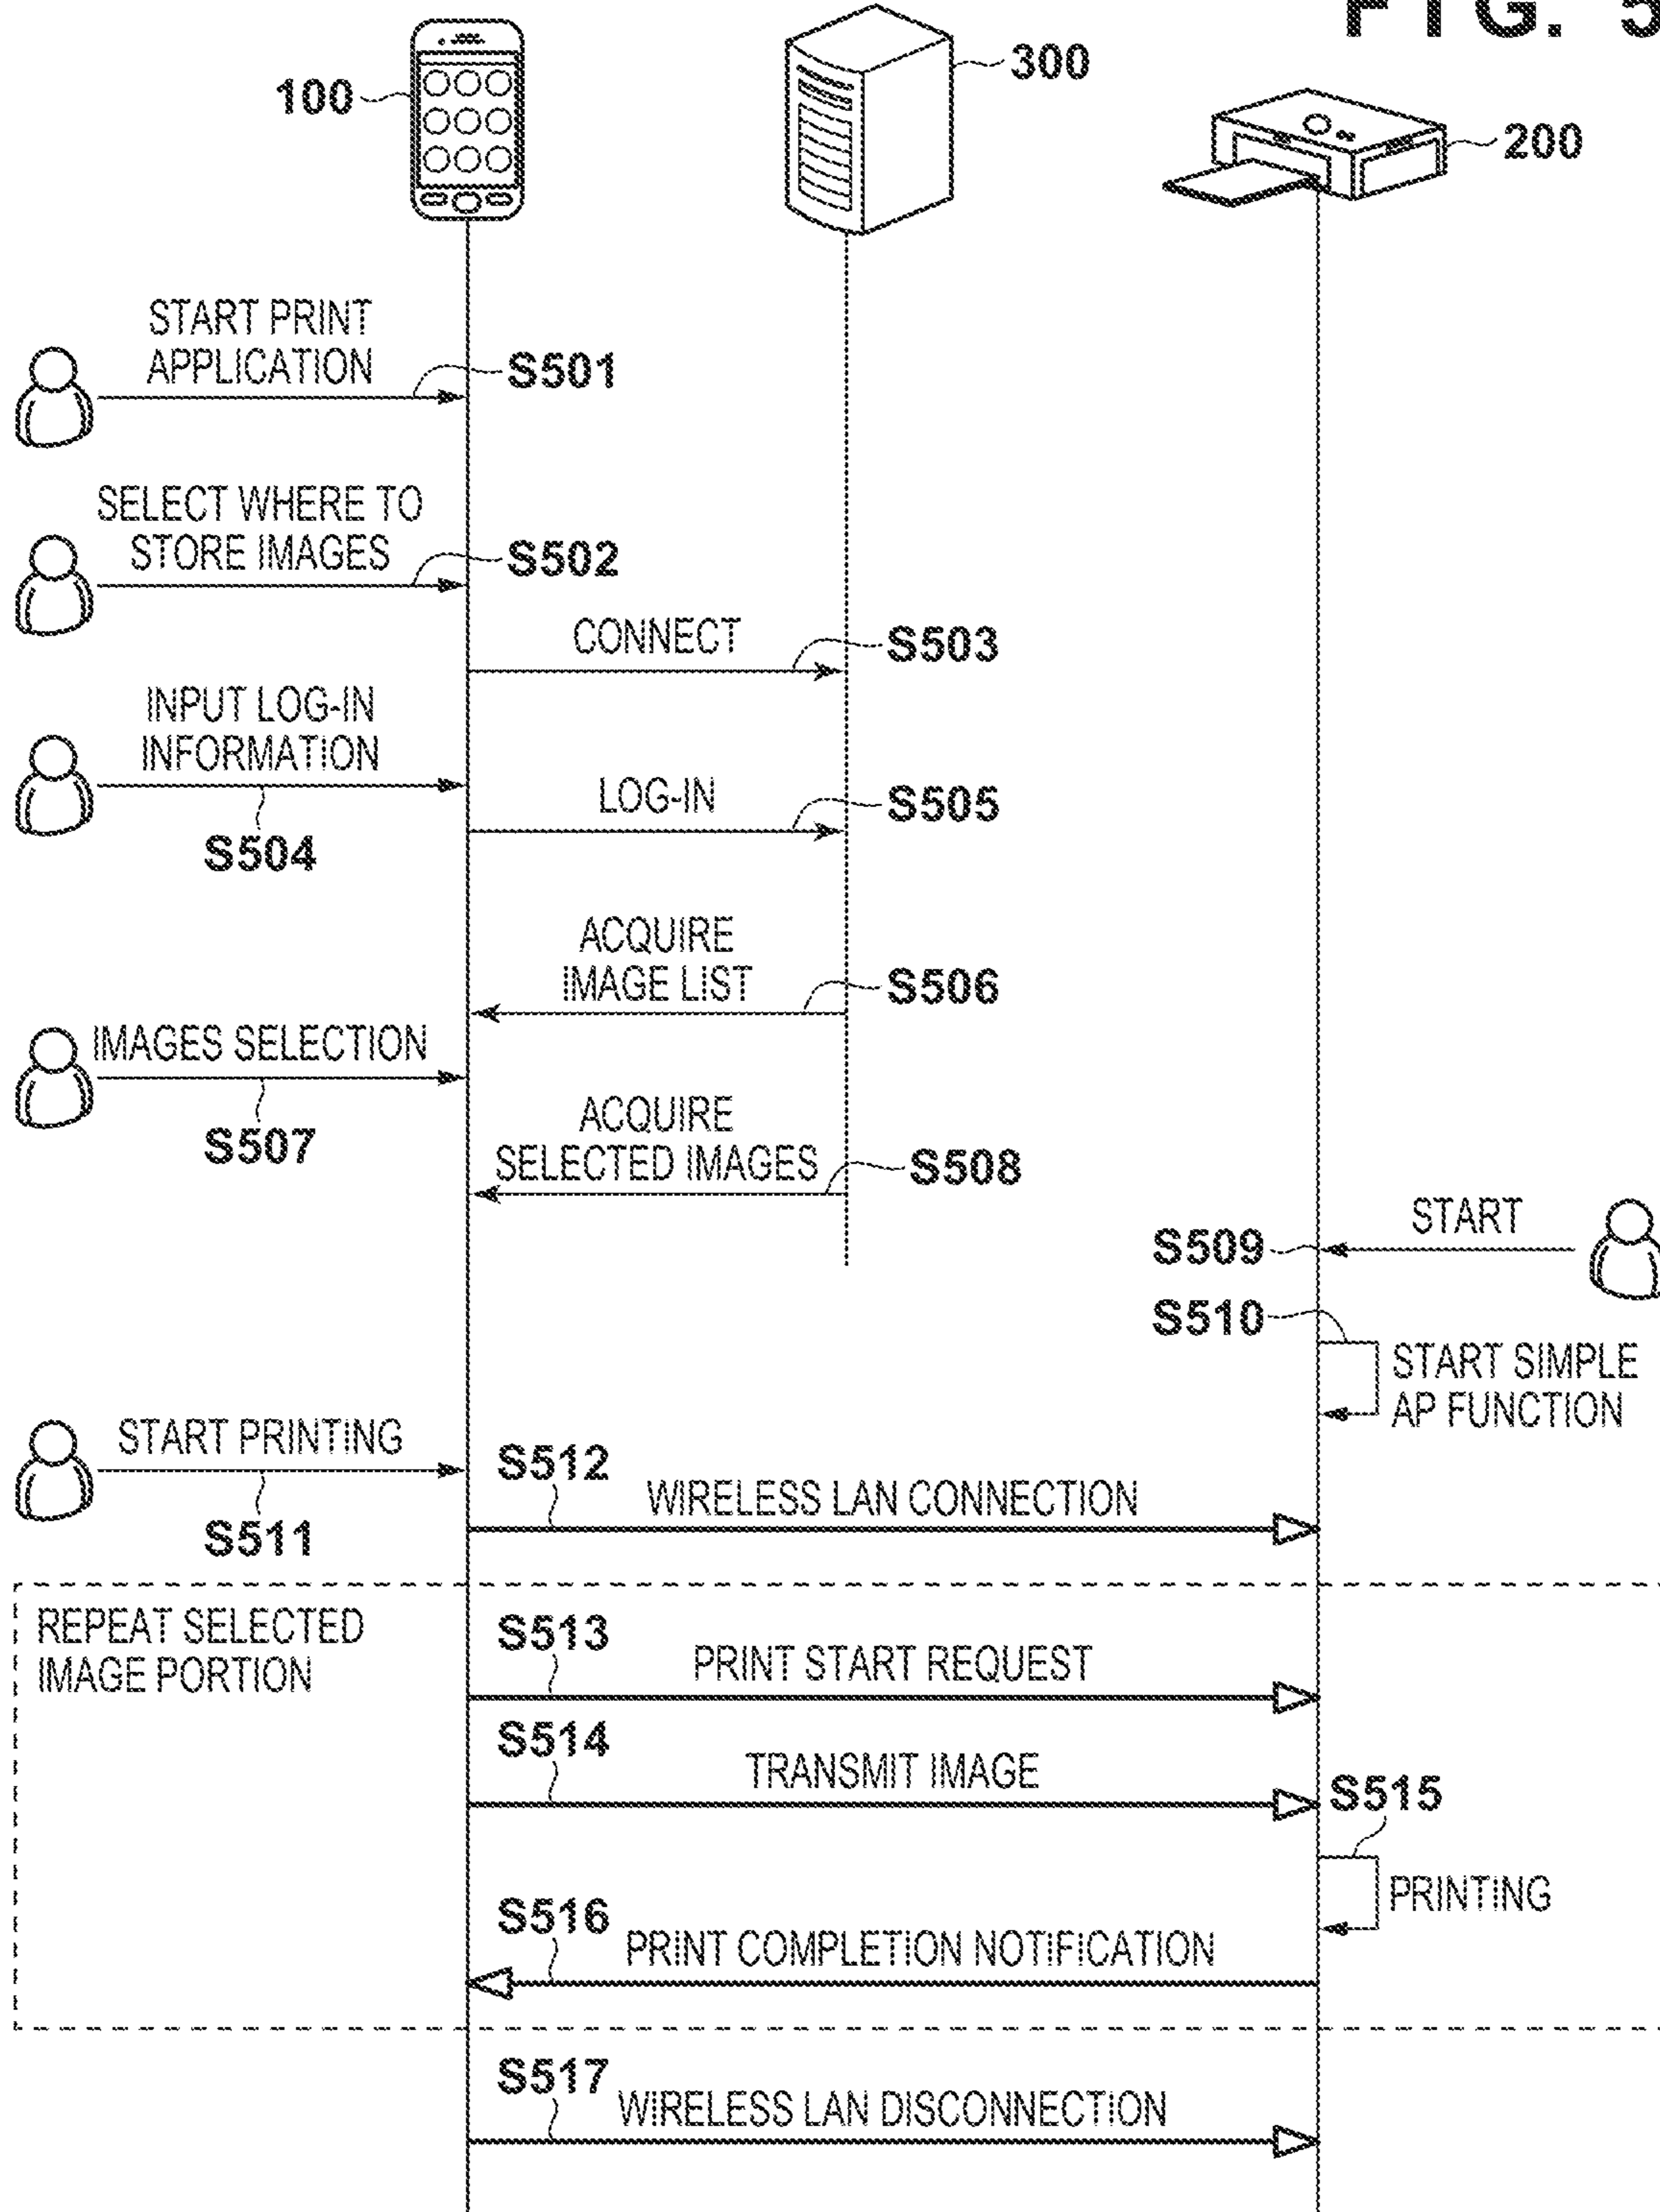 FIG. 5
100
300
200
START PRINT
APPLICATION
S501
SELECT WHERE TO
STORE IMAGES
S502
CONNECT
S503
INPUT LOG-IN
INFORMATION
S504
LOG-IN
S505
ACQUIRE
IMAGE LIST
S506
IMAGES SELECTION
S507
ACQUIRE
SELECTED IMAGES
S508
START
S509
S510
START SIMPLE
AP FUNCTION
START PRINTING
S511
S512
WIRELESS LAN CONNECTION
REPEAT SELECTED
IMAGE PORTION
S513
PRINT START REQUEST
S514
TRANSMIT IMAGE
S515
PRINTING
S516
PRINT COMPLETION NOTIFICATION
S517
WIRELESS LAN DISCONNECTION